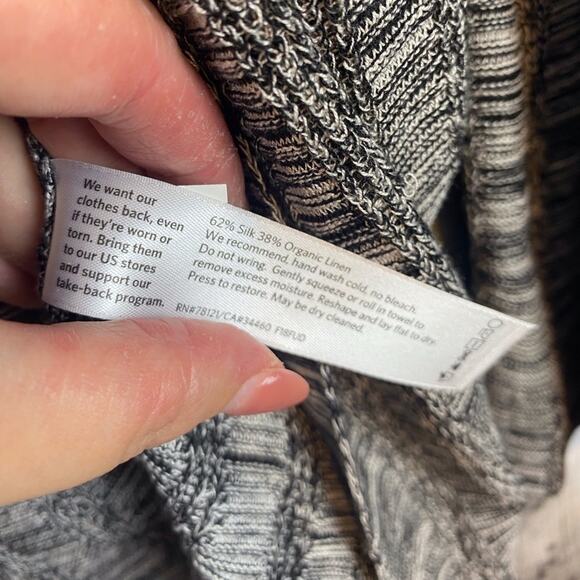 We want our
clothes back, even
if they're worn or
torn. Bring them
to our US stores
and support our
take-back program.
62% Silk 38% Organic Linen
We recommend, hand wash cold, no bleach.
Do not wring. Gently squeeze or roll in towel to
remove excess moisture. Reshape and lay flat to dry.
Press to restore. May be dry cleaned.
RN#78121/CA#34460 F18FUD